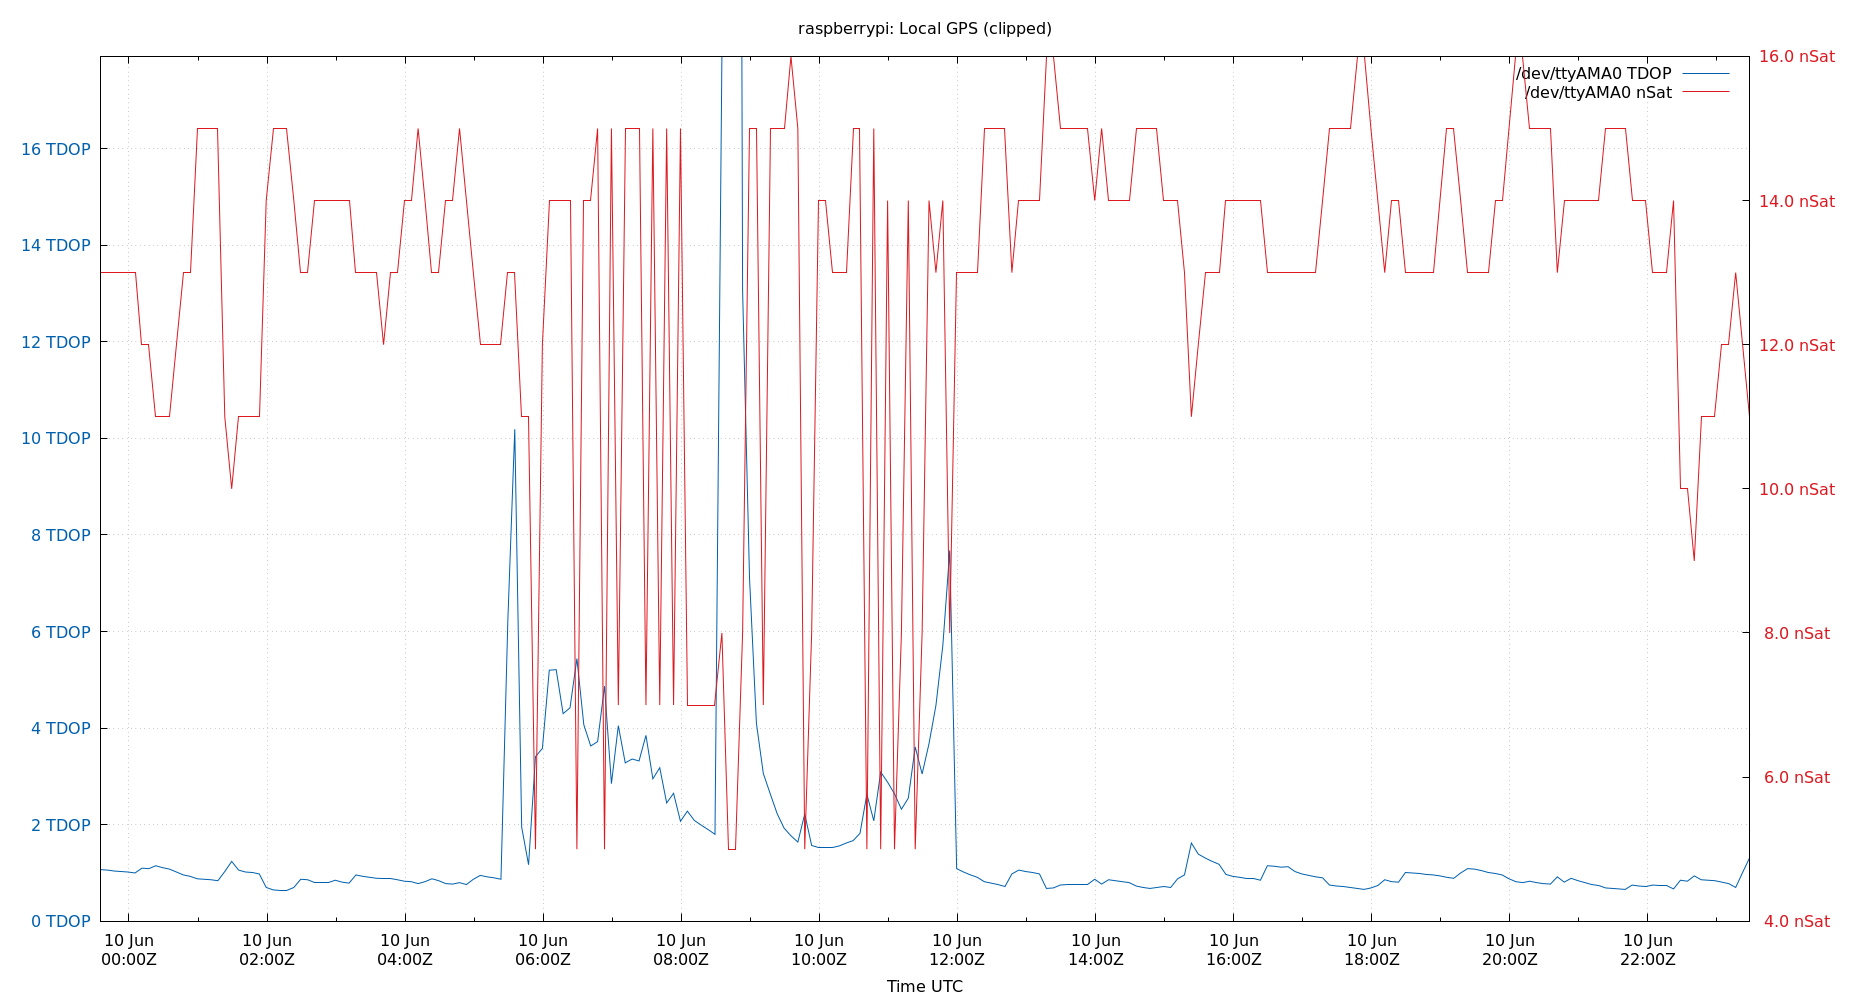 raspberrypi: Local GPS (clipped)
/dev/ttyAMA0 TDOP
/dev/ttyAMA0 nSat
16 TDOP
14 TDOP
12 TDOP
10 TDOP
8 TDOP
6 TDOP
4 TDOP
2 TDOP
0 TDOP
16.0 nSat
14.0 nSat
12.0 nSat
10.0 nSat
8.0 nSat
6.0 nSat
4.0 nSat
10 Jun 10 Jun 10 Jun 10 Jun 10 Jun 10 Jun 10 Jun 10 Jun 10 Jun 10 Jun 10 Jun 10 Jun
00:00Z 02:00Z 04:00Z 06:00Z 08:00Z 10:00Z 12:00Z 14:00Z 16:00Z 18:00Z 20:00Z 22:00Z
Time UTC